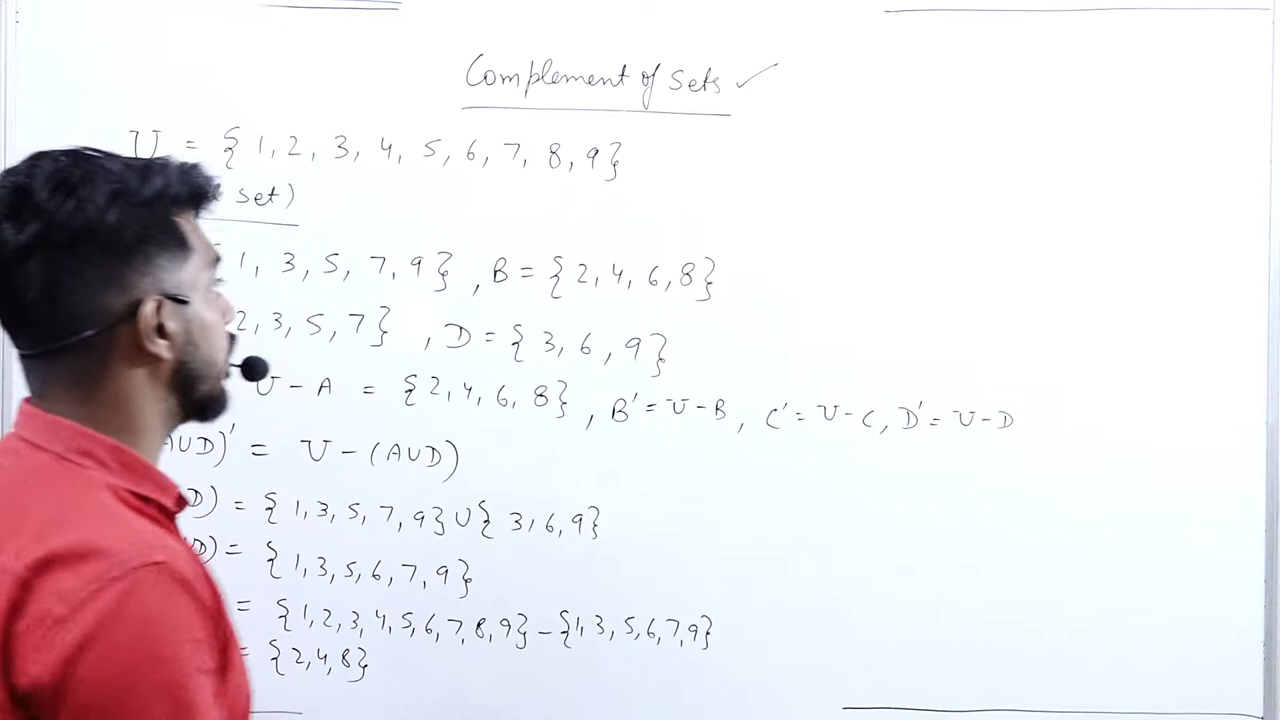 Complement of Sets ✓
U = { 1, 2, 3, 4, 5, 6, 7, 8, 9}
set)
1, 3, 5, 7, 9} , B = {2, 4, 6, 8}
2, 3, 5, 7} , D = { 3, 6, 9}
U - A = {2, 4, 6, 8} , B' = U - B , C' = U - C, D' = U - D
AUD)' = U - (AUD)
D) = { 1, 3, 5, 7, 9} U { 3, 6, 9}
D) = { 1, 3, 5, 6, 7, 9}
= {1, 2, 3, 4, 5, 6, 7, 8, 9} - {1, 3, 5, 6, 7, 9}
= {2, 4, 8}